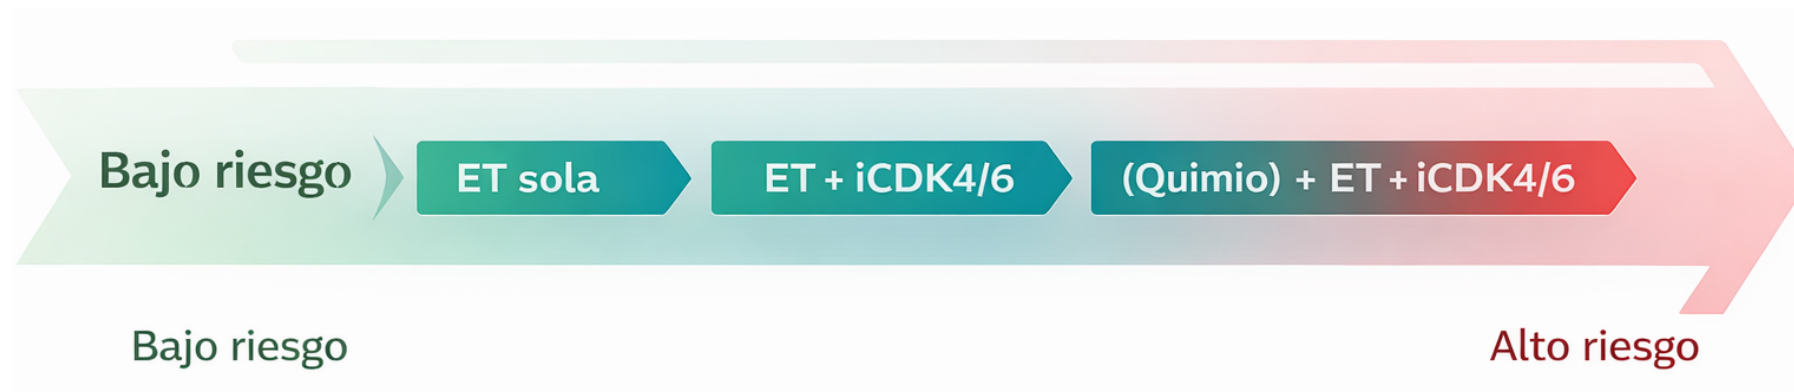 Bajo riesgo ET sola ET + iCDK4/6 (Quimio) + ET + iCDK4/6
Bajo riesgo Alto riesgo